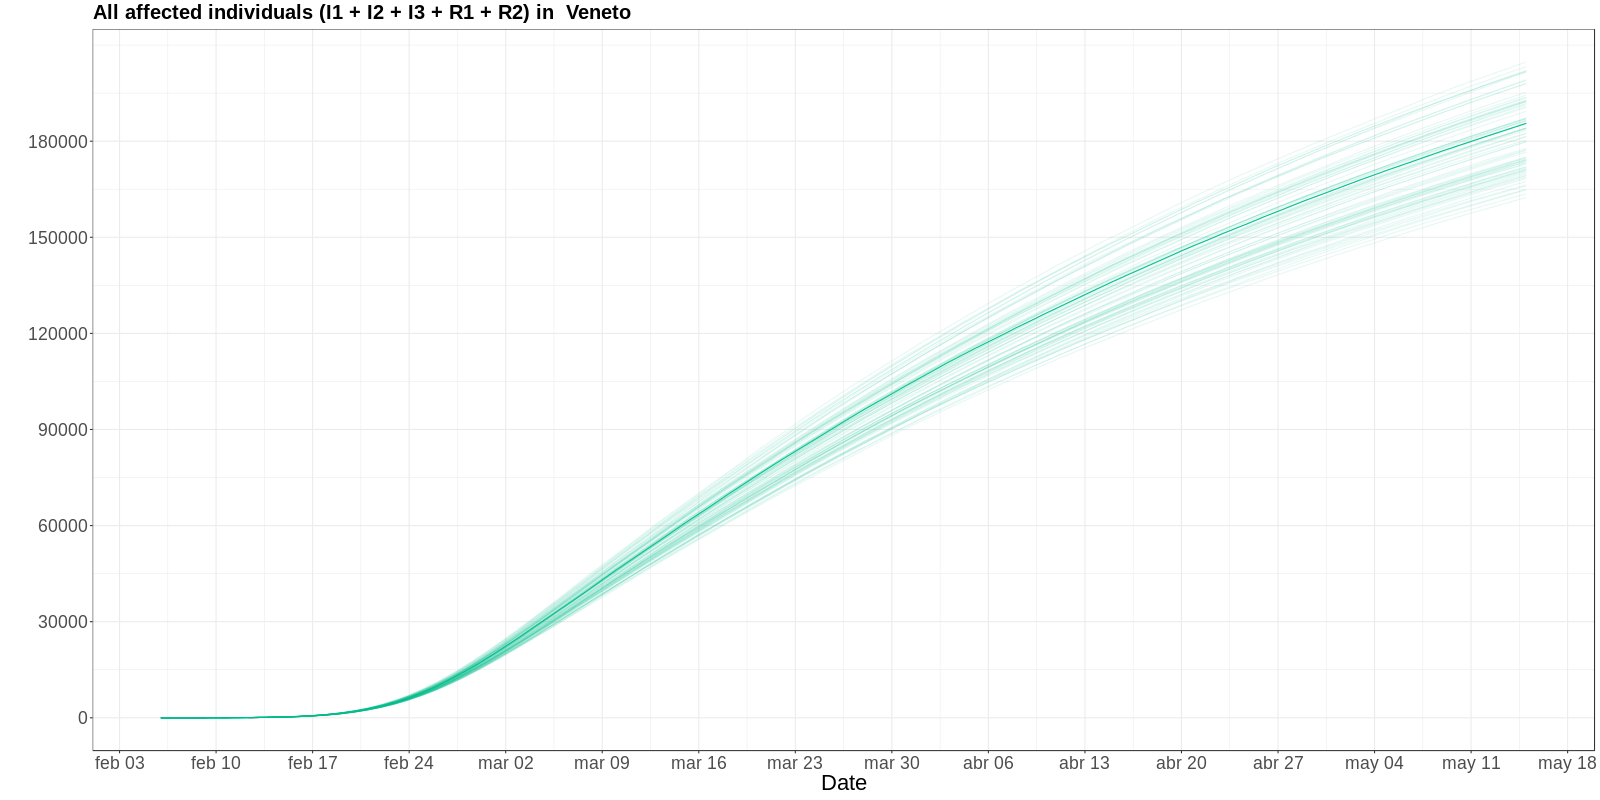 All affected individuals (I1 + I2 + I3 + R1 + R2) in  Veneto
180000
150000
120000
90000
60000
30000
0
feb 03 feb 10 feb 17 feb 24 mar 02 mar 09 mar 16 mar 23 mar 30 abr 06 abr 13 abr 20 abr 27 may 04 may 11 may 18
Date